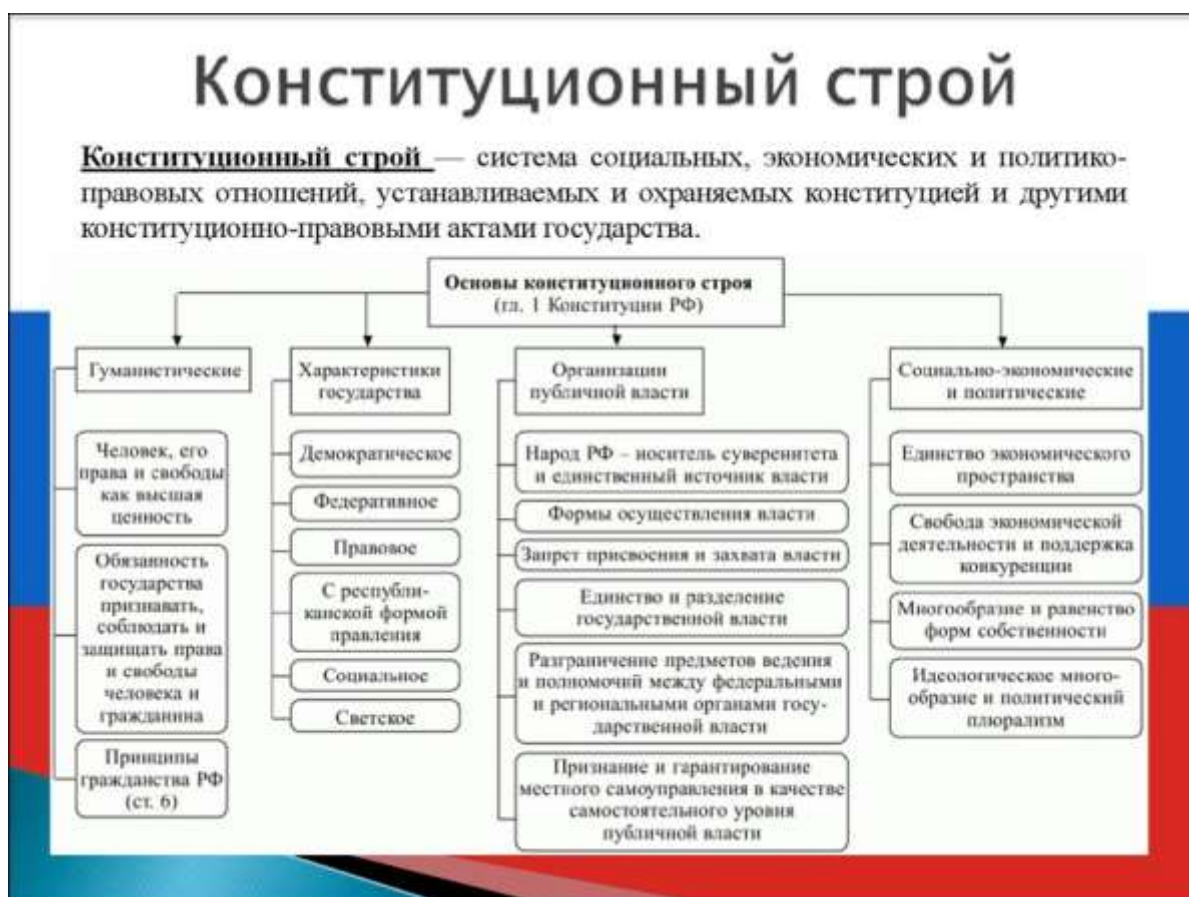 Конституционный строй
Конституционный строй — система социальных, экономических и политико-
правовых отношений, устанавливаемых и охраняемых конституцией и другими
конституционно-правовыми актами государства.
Основы конституционного строя
(гл. 1 Конституции РФ)
Гуманистические
Человек, его
права и свободы
как высшая
ценность
Обязанность
государства
признавать,
соблюдать и
защищать права
и свободы
человека и
гражданина
Принципы
гражданства РФ
(ст. 6)
Характеристики
государства
Демократическое
Федеративное
Правовое
С республи-
канской формой
правления
Социальное
Светское
Организации
публичной власти
Народ РФ – носитель суверенитета
и единственный источник власти
Формы осуществления власти
Запрет присвоения и захвата власти
Единство и разделение
государственной власти
Разграничение предметов ведения
и полномочий между федеральными
и региональными органами госу-
дарственной власти
Признание и гарантирование
местного самоуправления в качестве
самостоятельного уровня
публичной власти
Социально-экономические
и политические
Единство экономического
пространства
Свобода экономической
деятельности и поддержка
конкуренции
Многообразие и равенство
форм собственности
Идеологическое много-
образие и политический
плюрализм